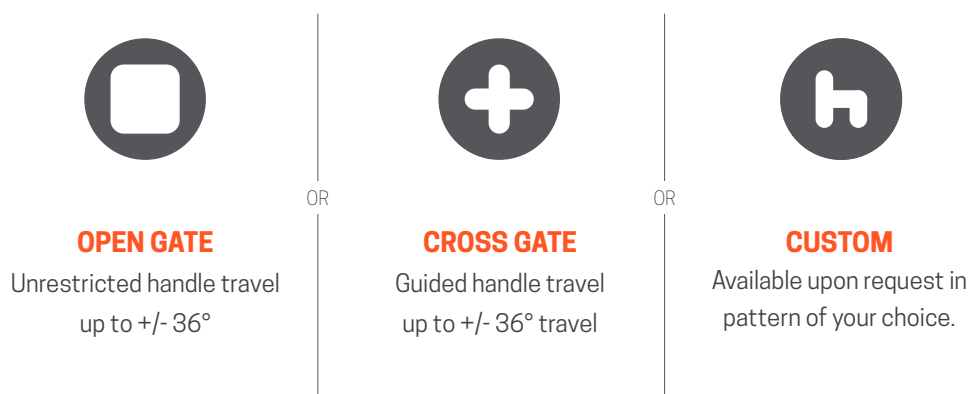 OPEN GATE
Unrestricted handle travel
up to +/- 36°
OR
CROSS GATE
Guided handle travel
up to +/- 36° travel
OR
CUSTOM
Available upon request in
pattern of your choice.